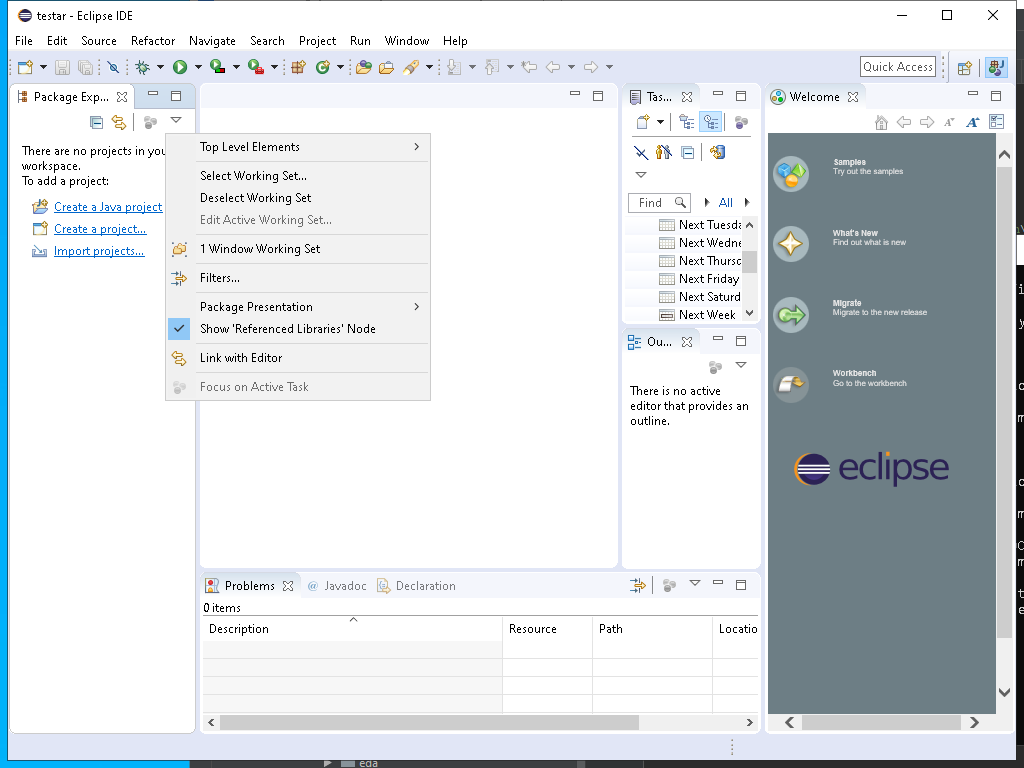 testar - Eclipse IDE
File Edit Source Refactor Navigate Search Project Run Window Help
Quick Access
Package Exp...
There are no projects in you
workspace.
To add a project:
Create a Java project
Create a project...
Import projects...
Top Level Elements
Select Working Set...
Deselect Working Set
Edit Active Working Set...
1 Window Working Set
Filters...
Package Presentation
Show 'Referenced Libraries' Node
Link with Editor
Focus on Active Task
Tas...
Find
All
Next Tuesda
Next Wedne
Next Thursd
Next Friday
Next Saturd
Next Week
Ou...
There is no active
editor that provides an
outline.
Welcome
Samples
Try out the samples
What's New
Find out what is new
Migrate
Migrate to the new release
Workbench
Go to the workbench
eclipse
Problems
@ Javadoc
Declaration
0 items
Description Resource Path Locatio
eda